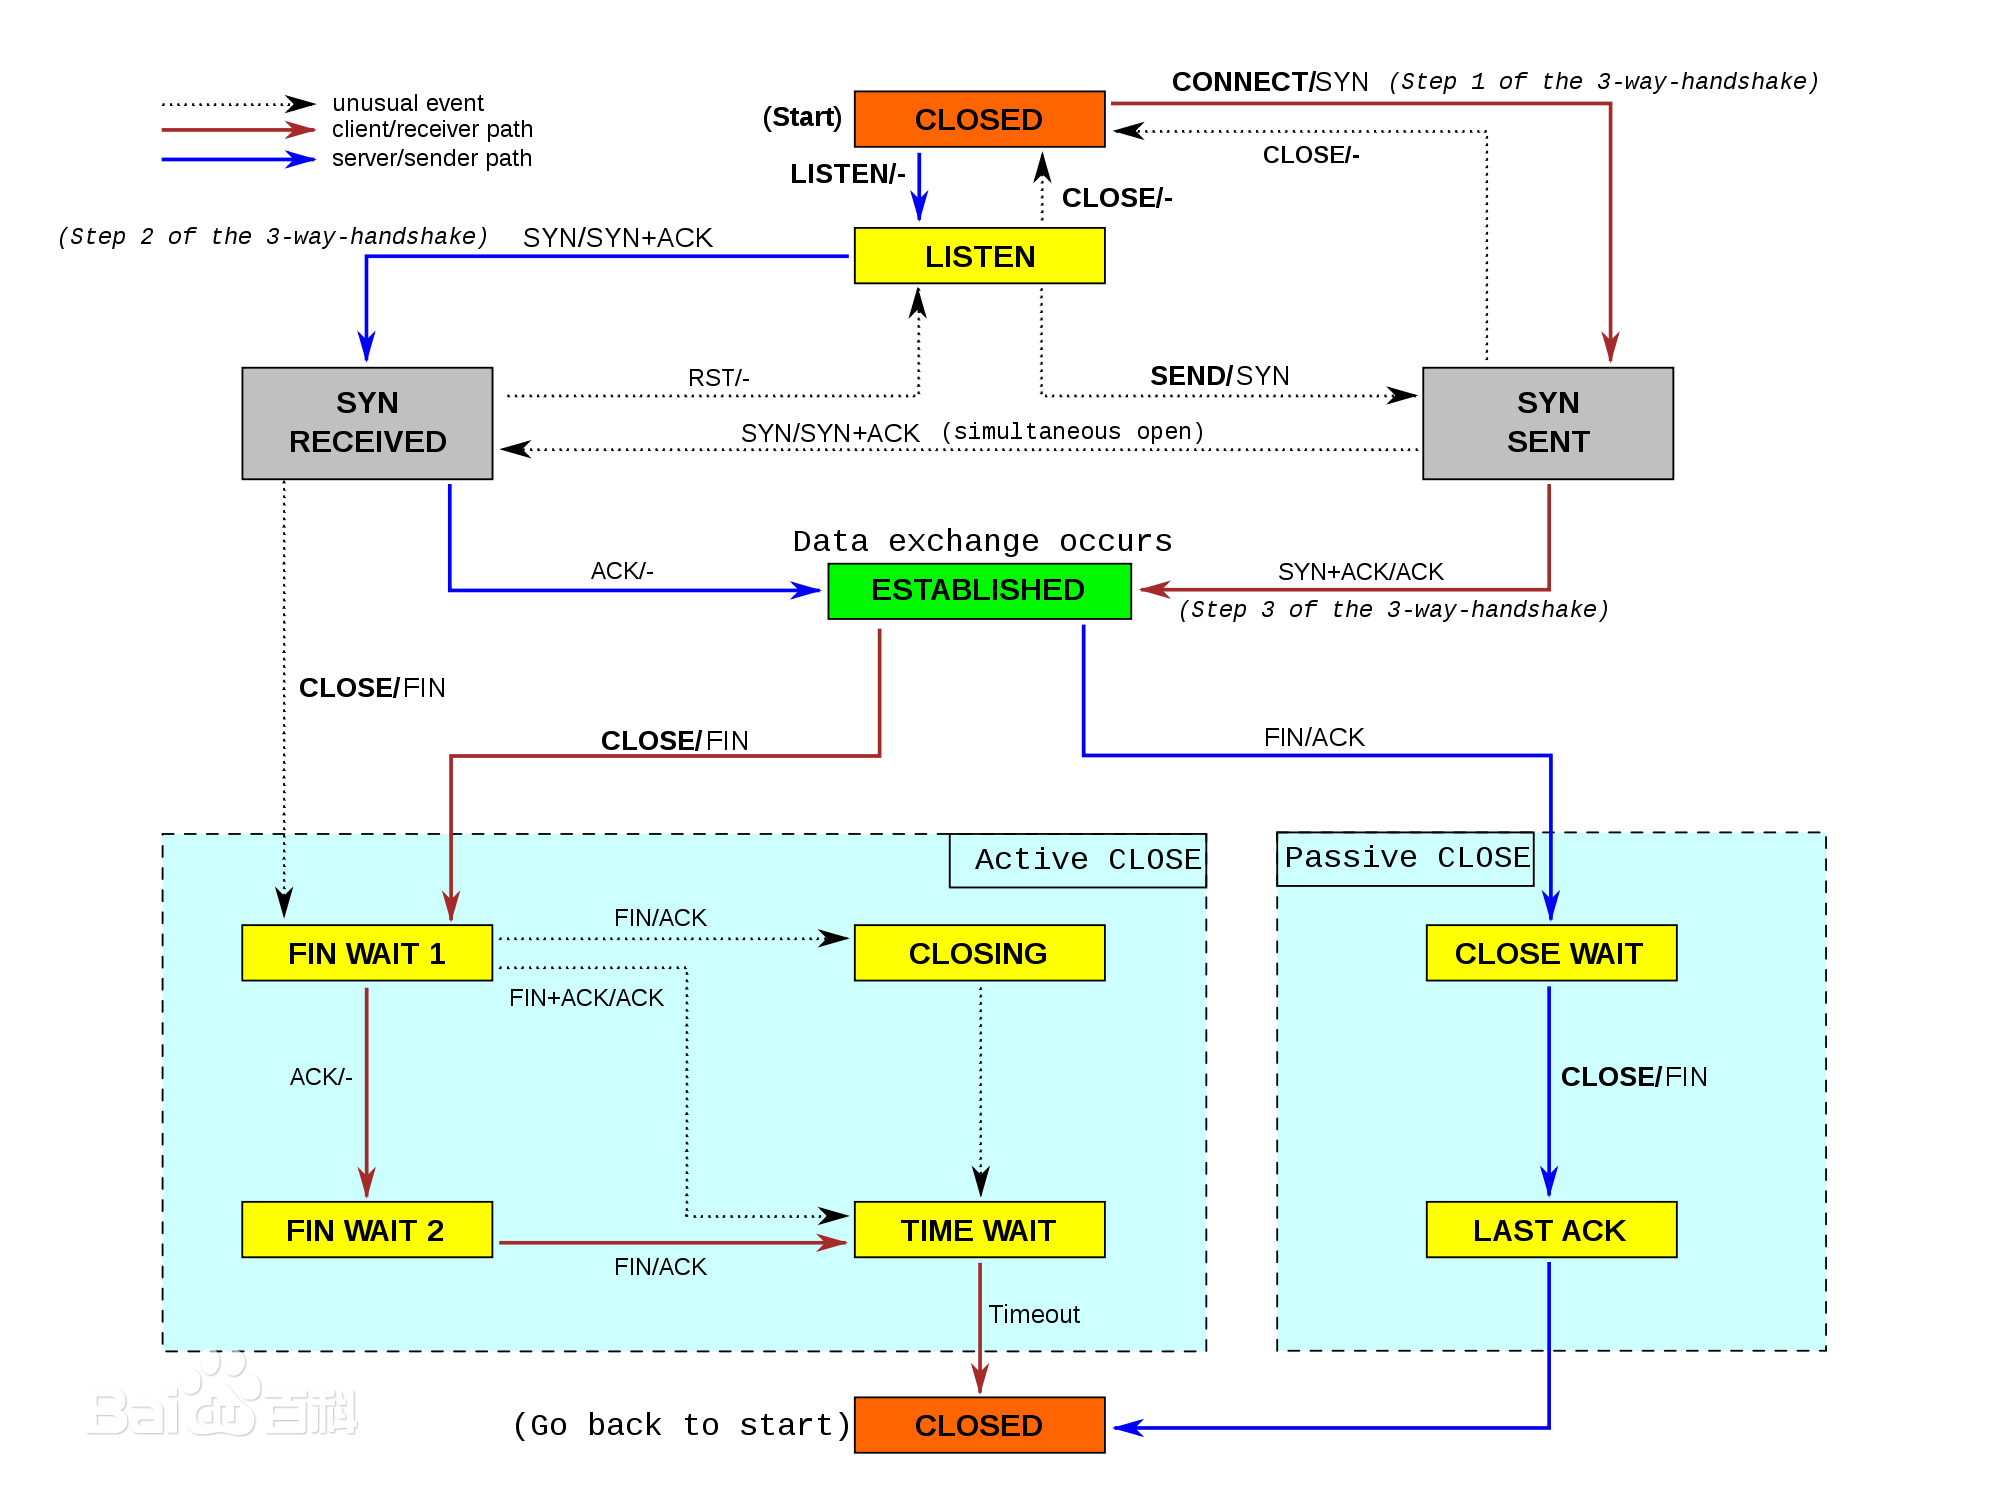 unusual event
client/receiver path
server/sender path
(Start)
CLOSED
CONNECT/SYN (Step 1 of the 3-way-handshake)
CLOSE/-
LISTEN/-
CLOSE/-
(Step 2 of the 3-way-handshake) SYN/SYN+ACK
LISTEN
SYN
RECEIVED
RST/-
SEND/SYN
SYN
SENT
SYN/SYN+ACK (simultaneous open)
Data exchange occurs
ACK/-
ESTABLISHED
SYN+ACK/ACK
(Step 3 of the 3-way-handshake)
CLOSE/FIN
CLOSE/FIN
FIN/ACK
Active CLOSE
Passive CLOSE
FIN WAIT 1
FIN/ACK
CLOSING
CLOSE WAIT
FIN+ACK/ACK
ACK/-
CLOSE/FIN
FIN WAIT 2
TIME WAIT
LAST ACK
FIN/ACK
Timeout
(Go back to start)
CLOSED
Bai du 百科